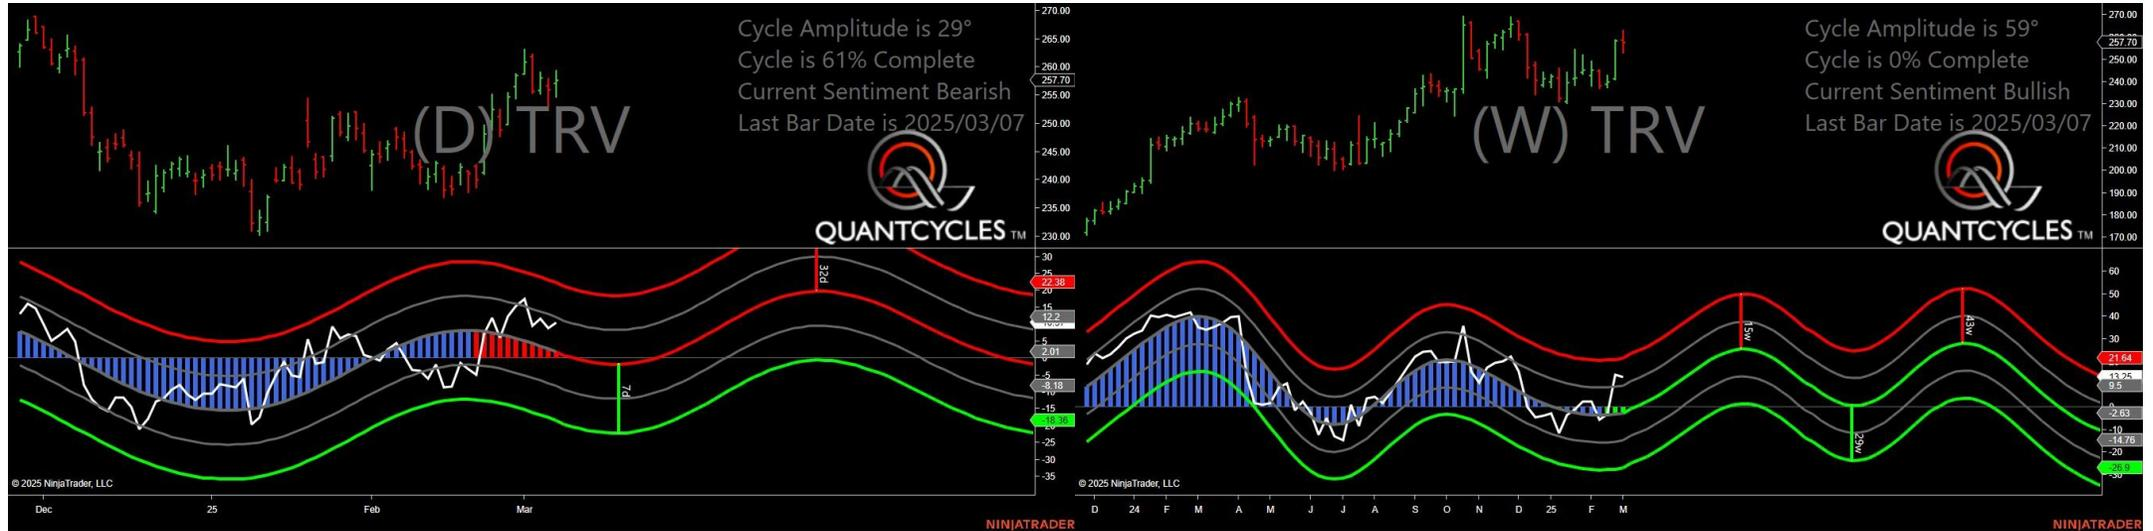 Cycle Amplitude is 29°
Cycle is 61% Complete
Current Sentiment Bearish
Last Bar Date is 2025/03/07
(D) TRV
QUANTCYCLES TM
270.00
265.00
260.00
257.70
255.00
250.00
245.00
240.00
235.00
230.00
32d
7d
30
25
22.38
20
15
12.2
5
2.01
-5
-8.18
-10
-15
-18.36
-25
-30
-35
© 2025 NinjaTrader, LLC
Dec
25
Feb
Mar
NINJATRADER
Cycle Amplitude is 59°
Cycle is 0% Complete
Current Sentiment Bullish
Last Bar Date is 2025/03/07
(W) TRV
QUANTCYCLES TM
270.00
257.70
250.00
240.00
230.00
220.00
210.00
200.00
190.00
180.00
170.00
15w
29w
43w
60
50
40
30
21.64
13.25
9.5
-2.63
-10
-14.76
-20
-26.9
© 2025 NinjaTrader, LLC
D 24 F M A M J J A S O N D 25 F M
NINJATRADER